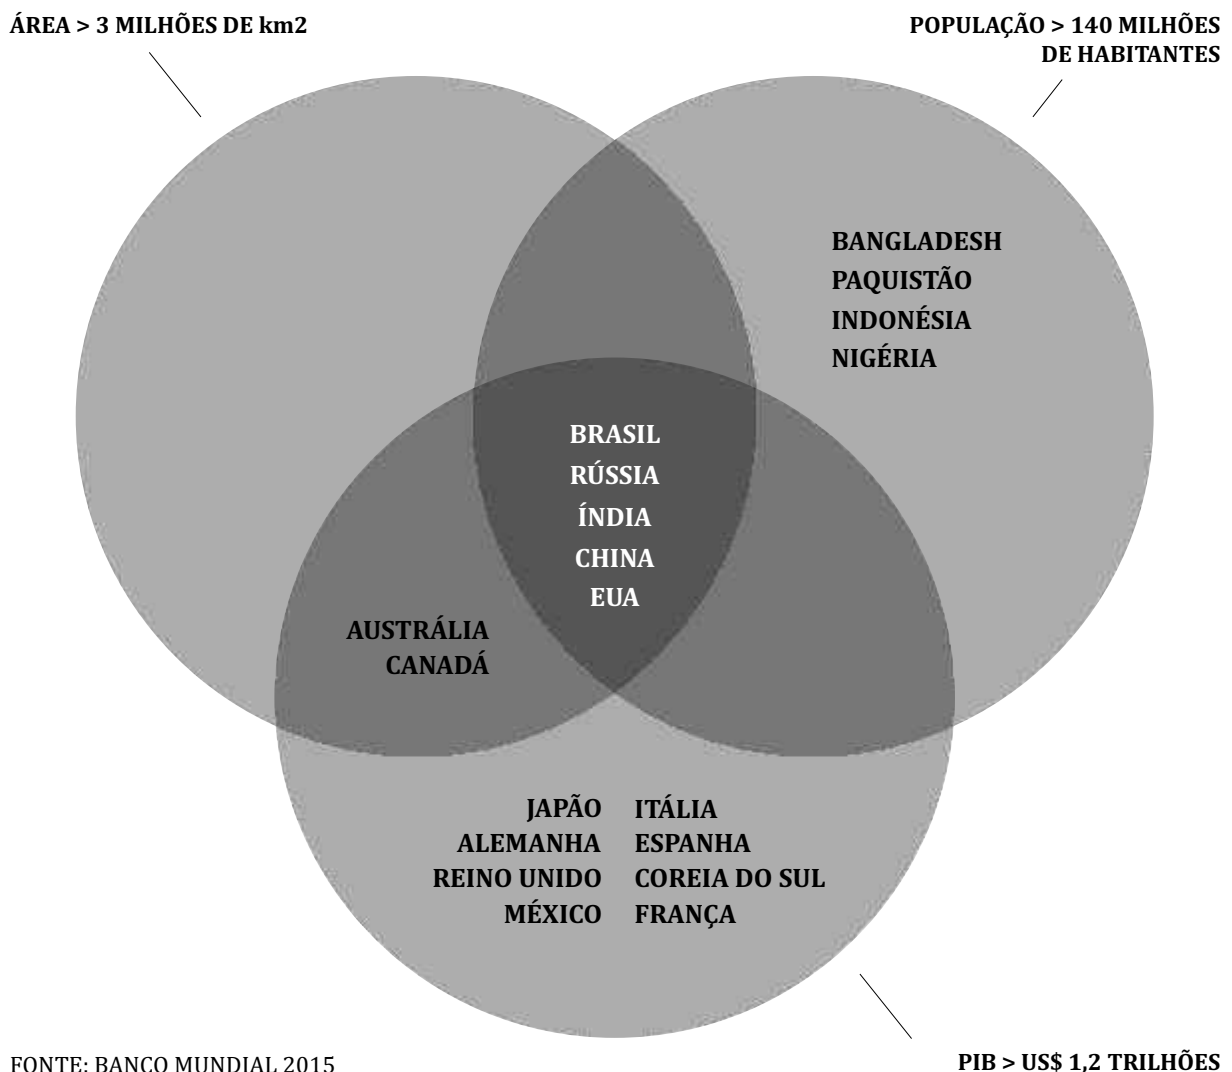 ÁREA > 3 MILHÕES DE km2
POPULAÇÃO > 140 MILHÕES
DE HABITANTES
BANGLADESH
PAQUISTÃO
INDONÉSIA
NIGÉRIA
BRASIL
RÚSSIA
ÍNDIA
CHINA
EUA
AUSTRÁLIA
CANADÁ
JAPÃO
ALEMANHA
REINO UNIDO
MÉXICO
ITÁLIA
ESPANHA
COREIA DO SUL
FRANÇA
FONTE: BANCO MUNDIAL 2015
PIB > US$ 1,2 TRILHÕES